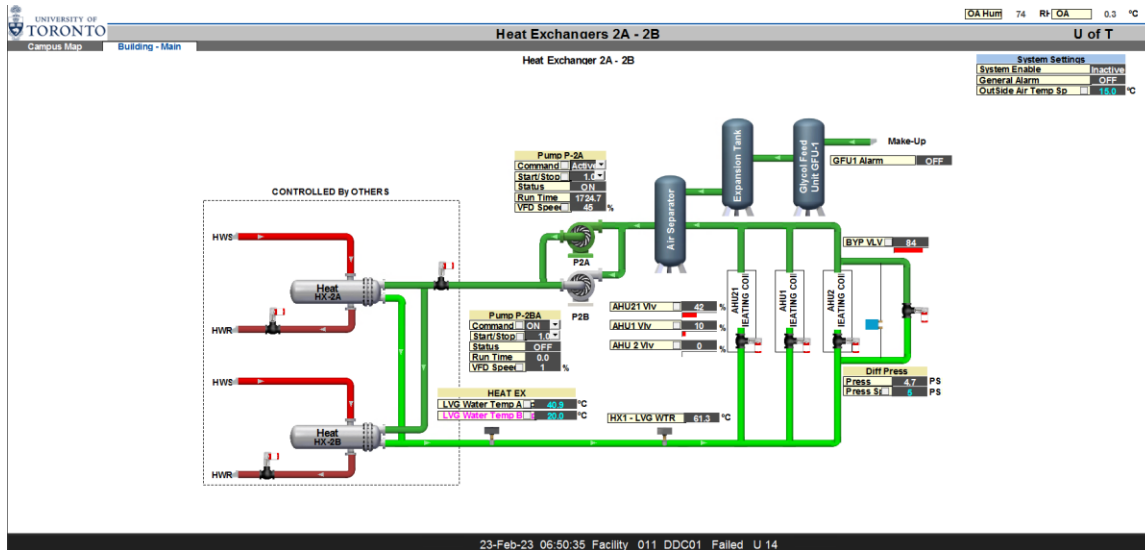 OA Hum 74 RH OA 0.3 °C
UNIVERSITY OF
TORONTO
Heat Exchangers 2A - 2B
U of T
Campus Map
Building - Main
Heat Exchanger 2A - 2B
System Settings
System Enable Inactive
General Alarm OFF
OutSide Air Temp Sp 15.0 °C
Make-Up
GFU1 Alarm OFF
Expansion Tank
Glycol Feed
Unit GFU-1
Air Separator
Pump P-2A
Command Active
Start/Stop 1.0
Status ON
Run Time 1724.7
VFD Speed 45 %
CONTROLLED By OTHERS
HWS
Heat
HX-2A
HWR
P2A
P2B
BYP VLV 84
AHU21
HEATING COIL
AHU1
HEATING COIL
AHU2
HEATING COIL
AHU21 Vlv 42 %
AHU1 Vlv 10 %
AHU 2 Vlv 0 %
Pump P-2BA
Command ON
Start/Stop 1.0
Status OFF
Run Time 0.0
VFD Speed 1 %
Diff Press
Press 4.7 PS
Press S 5 PS
HWS
HEAT EX
LVG Water Temp A 40.9 °C
LVG Water Temp B 20.0 °C
HX1 - LVG WTR 61.3 °C
Heat
HX-2B
HWR
23-Feb-23 06:50:35 Facility 011 DDC01 Failed U 14